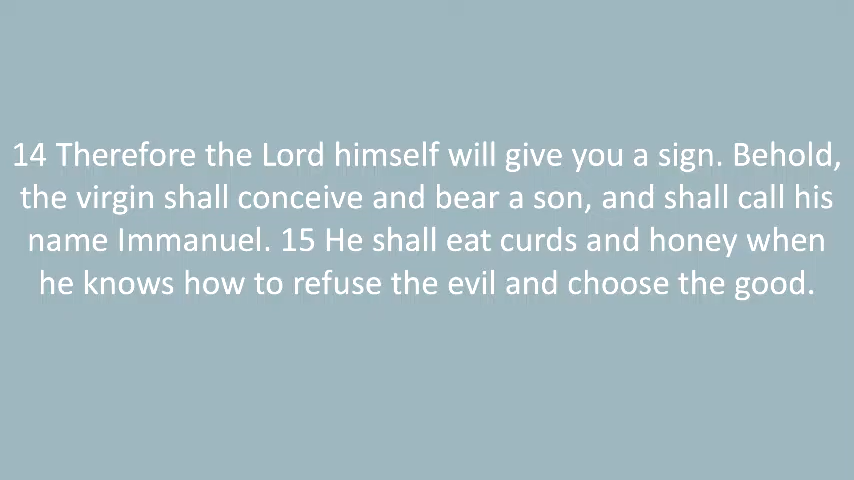 14 Therefore the Lord himself will give you a sign. Behold,
the virgin shall conceive and bear a son, and shall call his
name Immanuel. 15 He shall eat curds and honey when
he knows how to refuse the evil and choose the good.